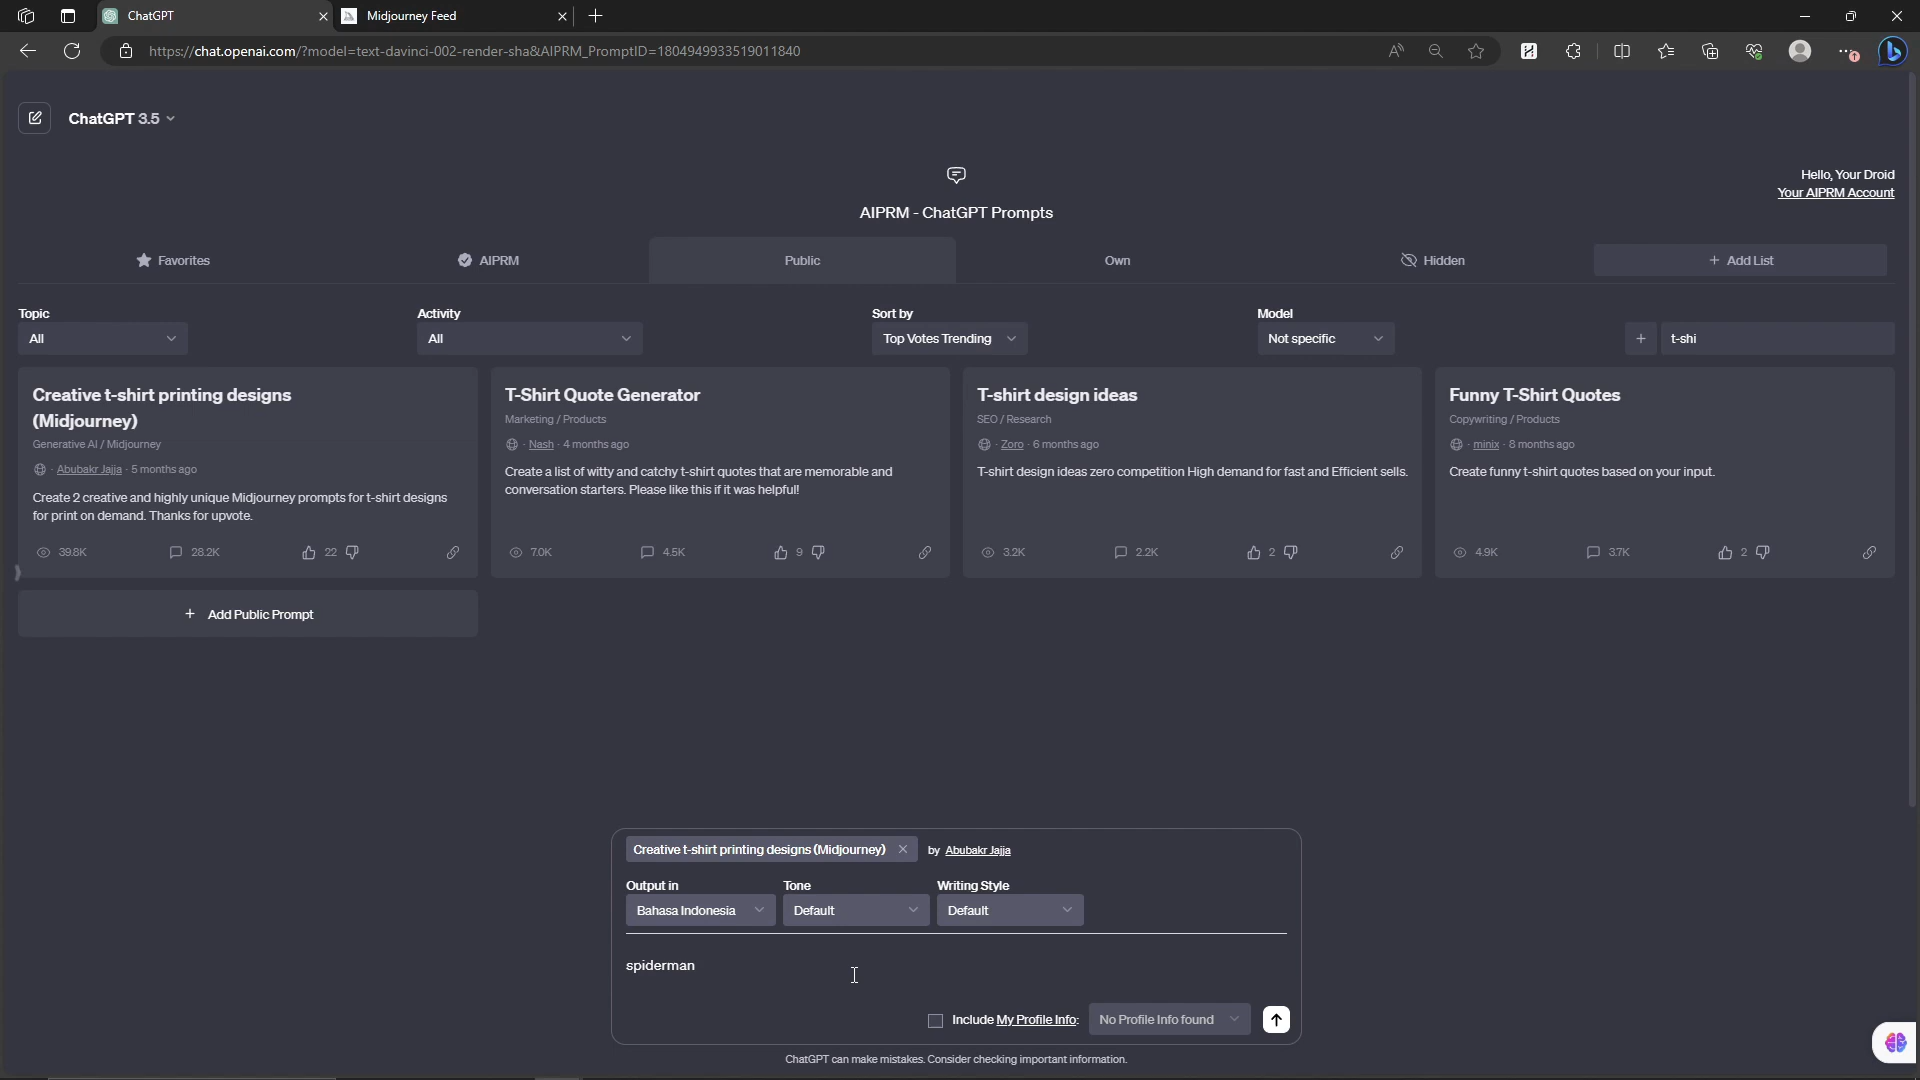 ChatGPT
Midjourney Feed
https://chat.openai.com/?model=text-davinci-002-render-sha&AIPRM_PromptID=1804949933519011840
ChatGPT 3.5
Hello, Your Droid
Your AIPRM Account
AIPRM - ChatGPT Prompts
Favorites
AIPRM
Public
Own
Hidden
+ Add List
Topic
All
Activity
All
Sort by
Top Votes Trending
Model
Not specific
+
t-shi
Creative t-shirt printing designs
(Midjourney)
Generative AI / Midjourney
· Abubakr Jajja · 5 months ago
Create 2 creative and highly unique Midjourney prompts for t-shirt designs
for print on demand. Thanks for upvote.
39.8K 28.2K 22
T-Shirt Quote Generator
Marketing / Products
· Nash · 4 months ago
Create a list of witty and catchy t-shirt quotes that are memorable and
conversation starters. Please like this if it was helpful!
7.0K 4.5K 9
T-shirt design ideas
SEO / Research
· Zoro · 6 months ago
T-shirt design ideas zero competition High demand for fast and Efficient sells.
3.2K 2.2K 2
Funny T-Shirt Quotes
Copywriting / Products
· minix · 8 months ago
Create funny t-shirt quotes based on your input.
4.9K 3.7K 2
+ Add Public Prompt
Creative t-shirt printing designs (Midjourney) by Abubakr Jajja
Output in
Bahasa Indonesia
Tone
Default
Writing Style
Default
spiderman
Include My Profile Info: No Profile Info found
ChatGPT can make mistakes. Consider checking important information.